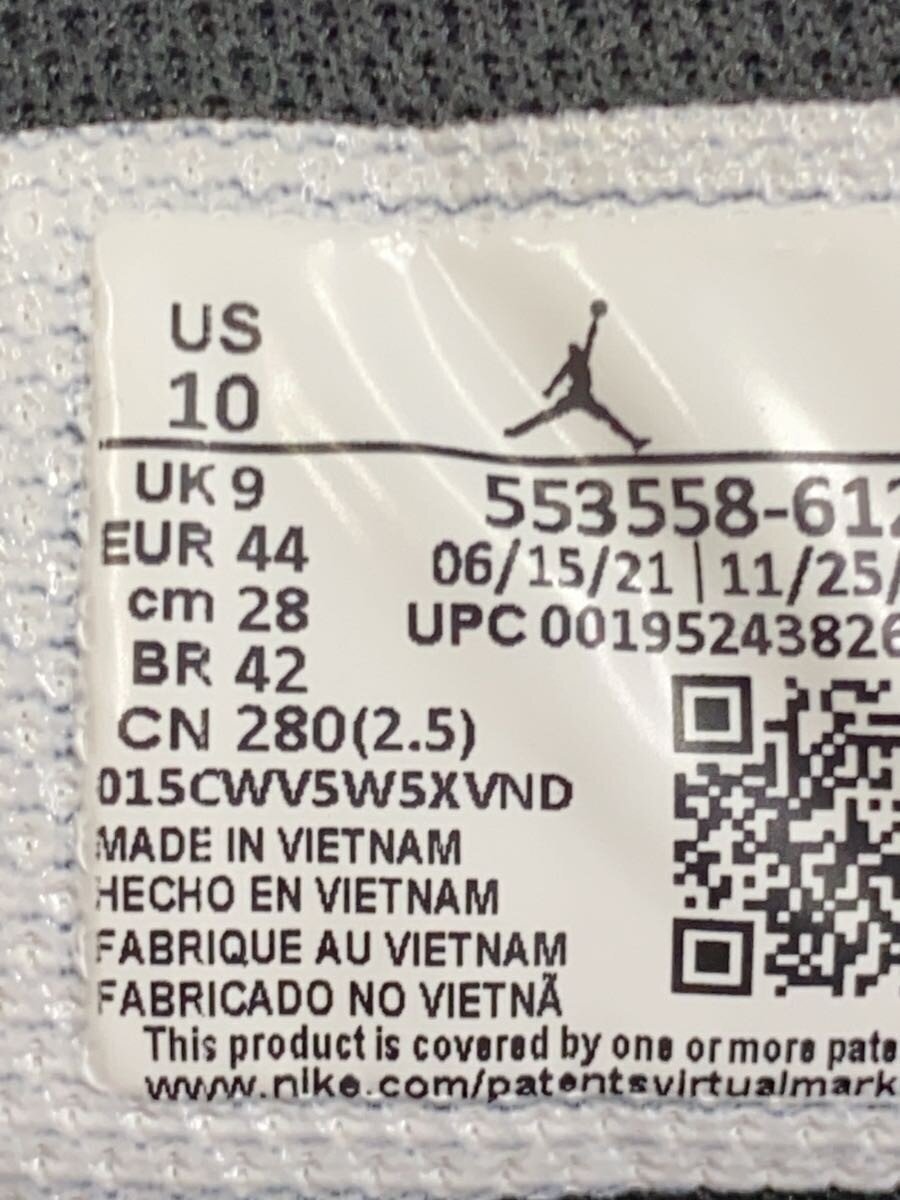 US
10
UK 9
EUR 44
cm 28
BR 42
CN 280(2.5)
015CWV5W5XVND
MADE IN VIETNAM
HECHO EN VIETNAM
FABRIQUE AU VIETNAM
FABRICADO NO VIETNÃ
553558-612
06/15/21 | 11/25/
UPC 00195243826
This product is covered by one or more pate
www.nike.com/patentsvirtualmark